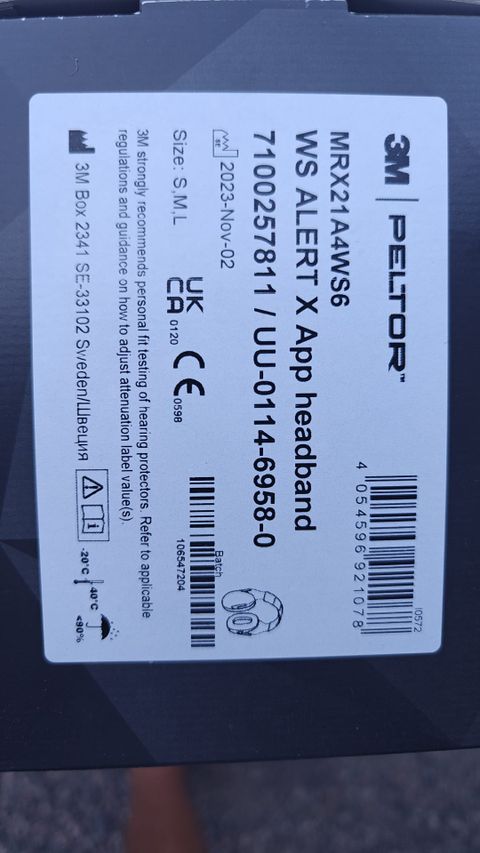 3M | PELTOR™
I0572
4 054596 921078
MRX21A4WS6
WS ALERT X App headband
7100257811 / UU-0114-6958-0
SE 2023-Nov-02
Batch
106547204
Size: S,M,L
UK
CA 0120
CE 0598
3M strongly recommends personal fit testing of hearing protectors. Refer to applicable
regulations and guidance on how to adjust attenuation label value(s).
3M Box 2341 SE-33102 Sweden/Швеция
-20°C
40°C
<90%